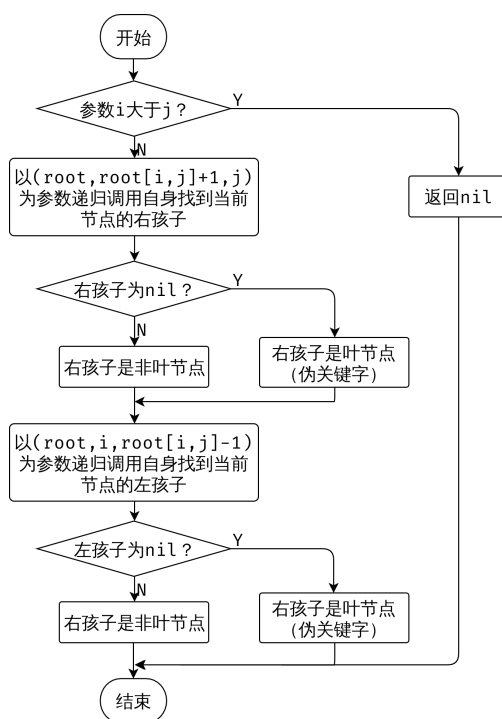 开始
参数i大于j？
Y
N
以(root,root[i,j]+1,j)
为参数递归调用自身找到当前
节点的右孩子
返回nil
右孩子为nil？
Y
N
右孩子是非叶节点
右孩子是叶节点
（伪关键字）
以(root,i,root[i,j]-1)
为参数递归调用自身找到当前
节点的左孩子
左孩子为nil？
Y
N
右孩子是非叶节点
右孩子是叶节点
（伪关键字）
结束